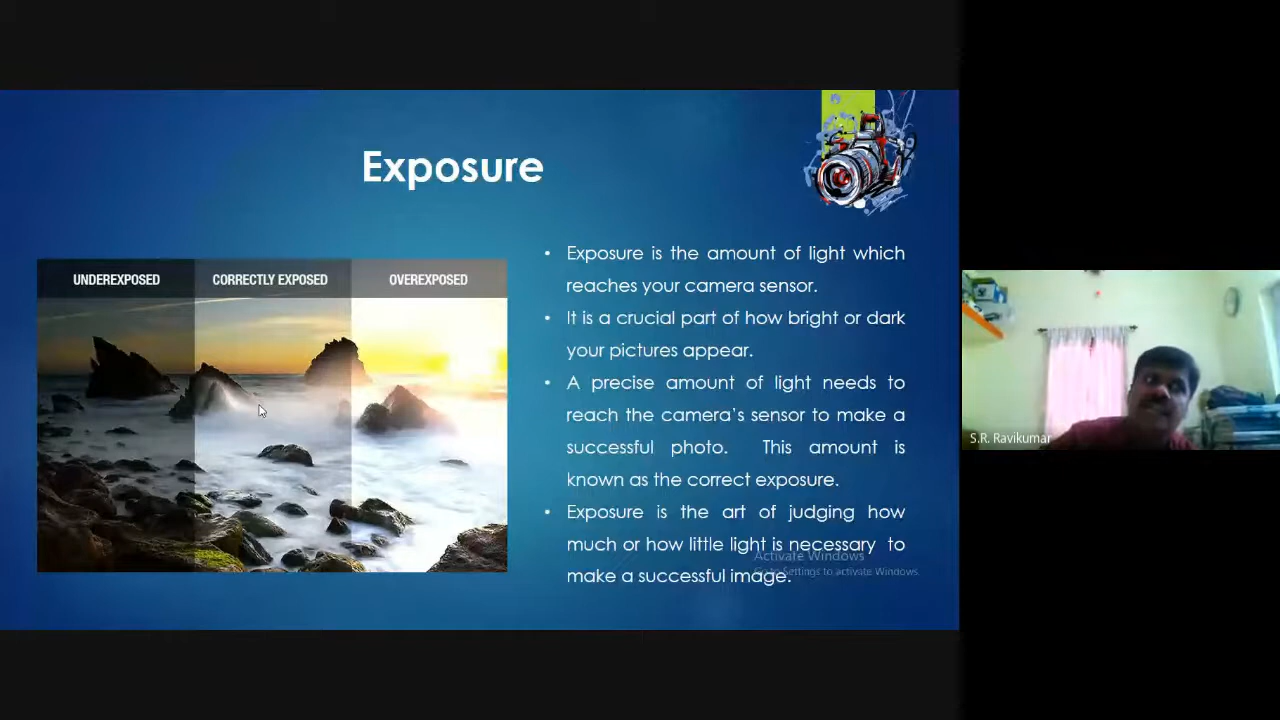 Exposure
UNDEREXPOSED
CORRECTLY EXPOSED
OVEREXPOSED
• Exposure is the amount of light which
reaches your camera sensor.
• It is a crucial part of how bright or dark
your pictures appear.
• A precise amount of light needs to
reach the camera’s sensor to make a
successful photo. This amount is
known as the correct exposure.
• Exposure is the art of judging how
much or how little light is necessary to
make a successful image.
Activate Windows
Go to Settings to activate Windows.
S.R. Ravikumar